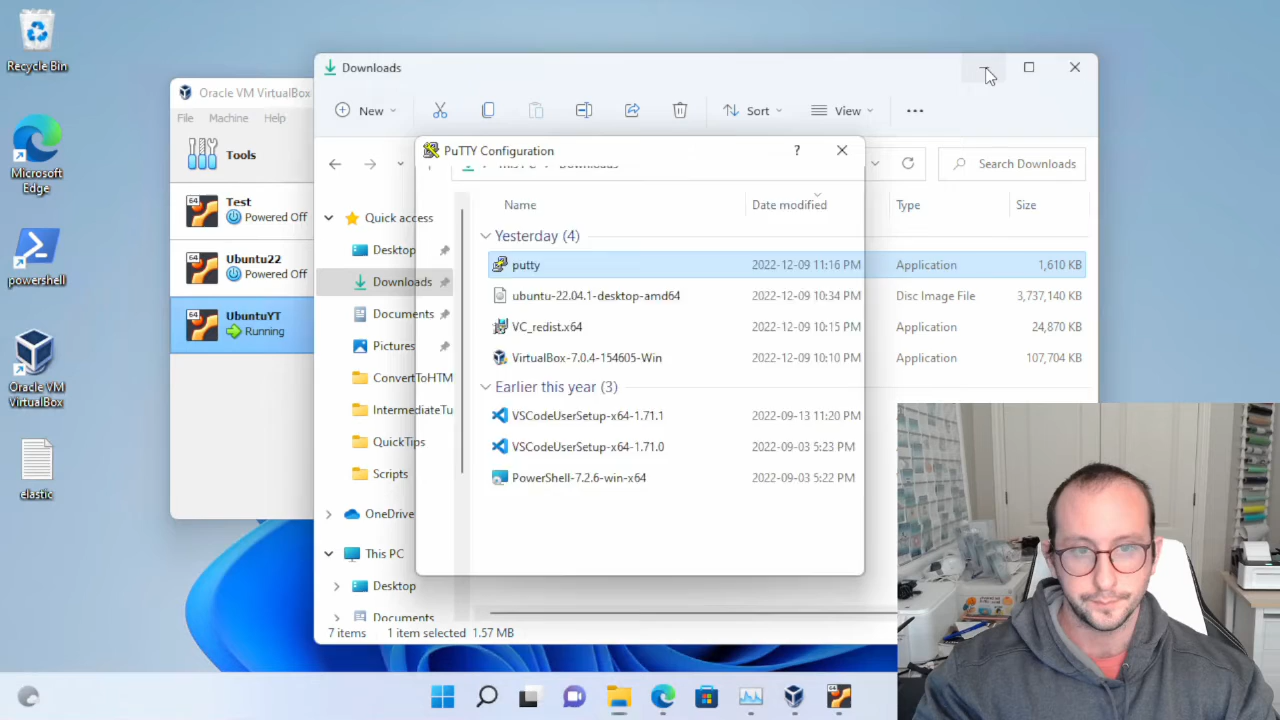 Recycle Bin
Microsoft
Edge
powershell
Oracle VM
VirtualBox
elastic
Oracle VM VirtualBox
File Machine Help
Tools
64 Test
Powered Off
64 Ubuntu22
Powered Off
64 UbuntuYT
Running
Downloads
New Sort View
PuTTY Configuration ?
Search Downloads
Quick access
Desktop
Downloads
Documents
Pictures
ConvertToHTM
IntermediateTu
QuickTips
Scripts
OneDrive
This PC
Desktop
Documents
Name Date modified Type Size
Yesterday (4)
putty 2022-12-09 11:16 PM Application 1,610 KB
ubuntu-22.04.1-desktop-amd64 2022-12-09 10:34 PM Disc Image File 3,737,140 KB
VC_redist.x64 2022-12-09 10:15 PM Application 24,870 KB
VirtualBox-7.0.4-154605-Win 2022-12-09 10:10 PM Application 107,704 KB
Earlier this year (3)
VSCodeUserSetup-x64-1.71.1 2022-09-13 11:20 PM
VSCodeUserSetup-x64-1.71.0 2022-09-03 5:23 PM
PowerShell-7.2.6-win-x64 2022-09-03 5:22 PM
7 items 1 item selected 1.57 MB
64